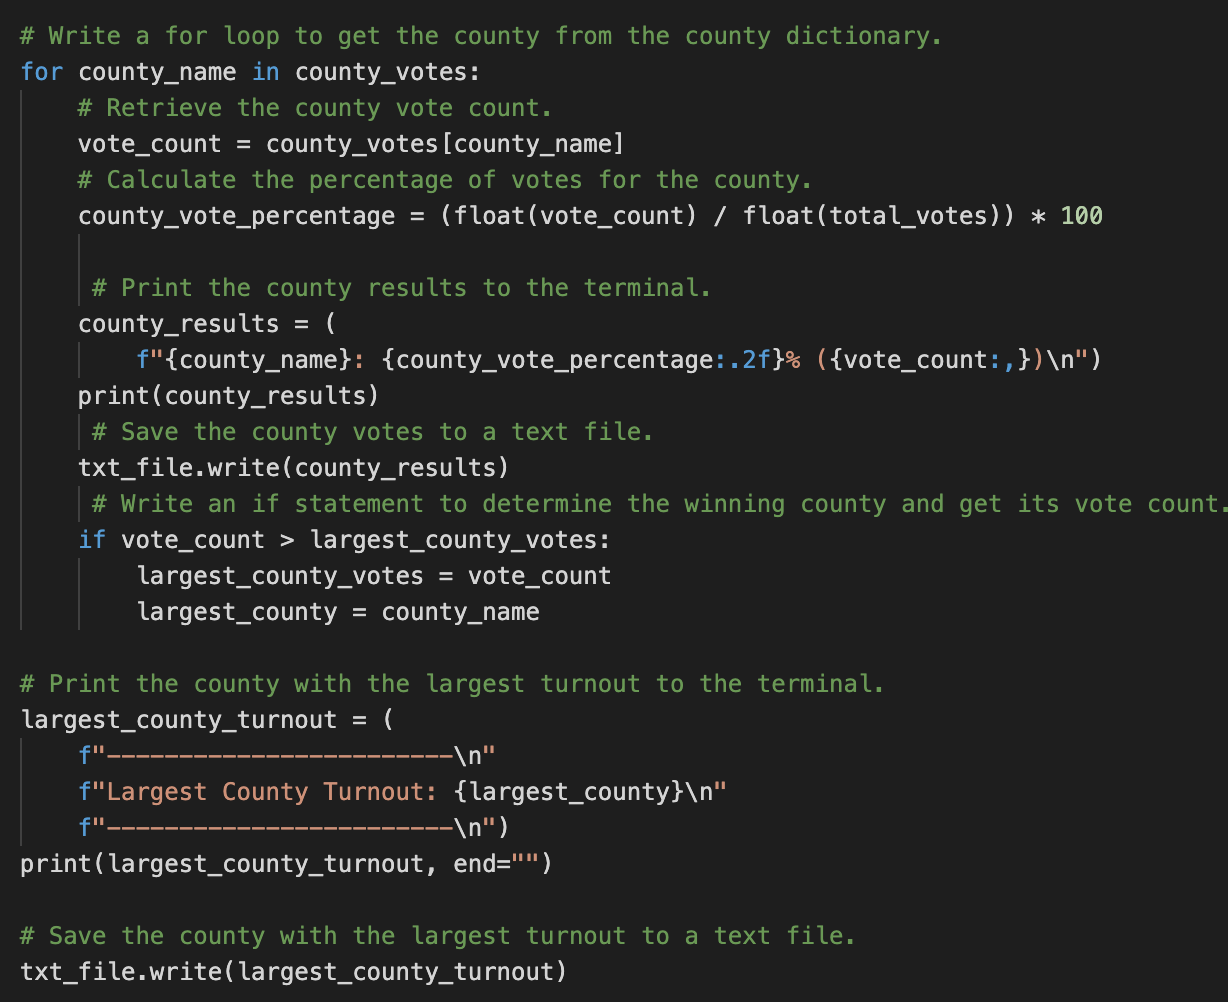 # Write a for loop to get the county from the county dictionary.
for county_name in county_votes:
    # Retrieve the county vote count.
    vote_count = county_votes[county_name]
    # Calculate the percentage of votes for the county.
    county_vote_percentage = (float(vote_count) / float(total_votes)) * 100

     # Print the county results to the terminal.
    county_results = (
        f"{county_name}: {county_vote_percentage:.2f}% ({vote_count:,})\n")
    print(county_results)
     # Save the county votes to a text file.
    txt_file.write(county_results)
     # Write an if statement to determine the winning county and get its vote count.
    if vote_count > largest_county_votes:
        largest_county_votes = vote_count
        largest_county = county_name

# Print the county with the largest turnout to the terminal.
largest_county_turnout = (
    f"------------------------\n"
    f"Largest County Turnout: {largest_county}\n"
    f"------------------------\n")
print(largest_county_turnout, end="")

# Save the county with the largest turnout to a text file.
txt_file.write(largest_county_turnout)